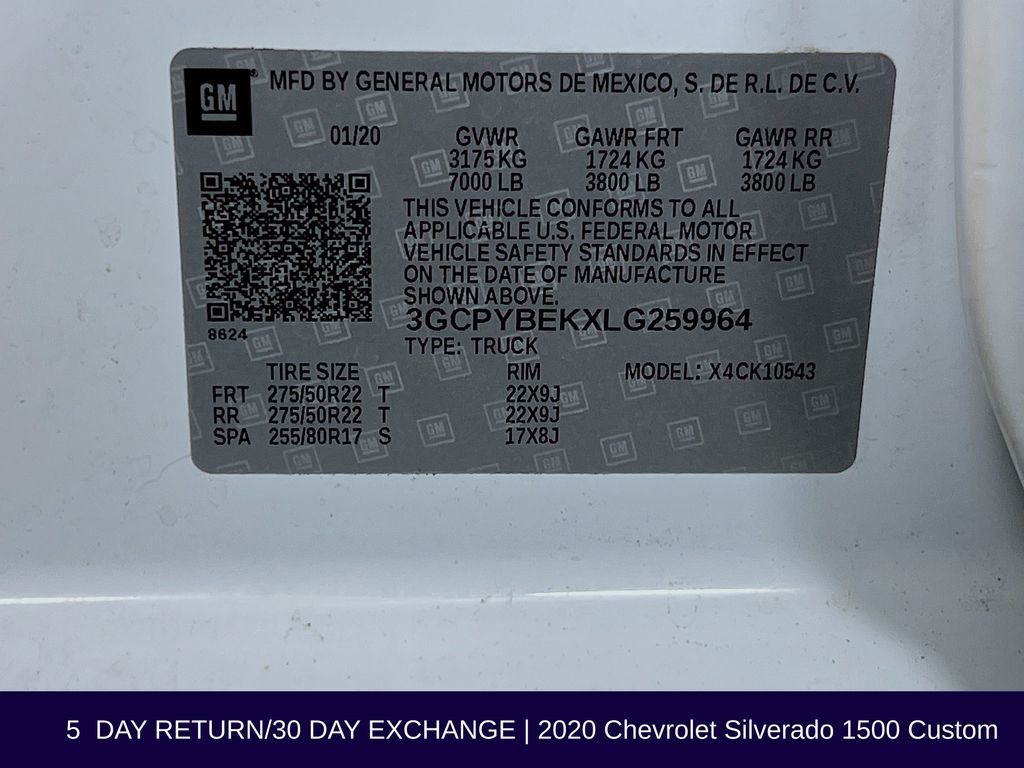 GM ® MFD BY GENERAL MOTORS DE MEXICO, S. DE R.L. DE C.V.
01/20 GVWR GAWR FRT GAWR RR
3175 KG 1724 KG 1724 KG
7000 LB 3800 LB 3800 LB
THIS VEHICLE CONFORMS TO ALL
APPLICABLE U.S. FEDERAL MOTOR
VEHICLE SAFETY STANDARDS IN EFFECT
ON THE DATE OF MANUFACTURE
SHOWN ABOVE.
3GCPYBEKXLG259964
8624
TYPE: TRUCK
TIRE SIZE RIM MODEL: X4CK10543
FRT 275/50R22 T 22X9J
RR 275/50R22 T 22X9J
SPA 255/80R17 S 17X8J
5 DAY RETURN/30 DAY EXCHANGE | 2020 Chevrolet Silverado 1500 Custom